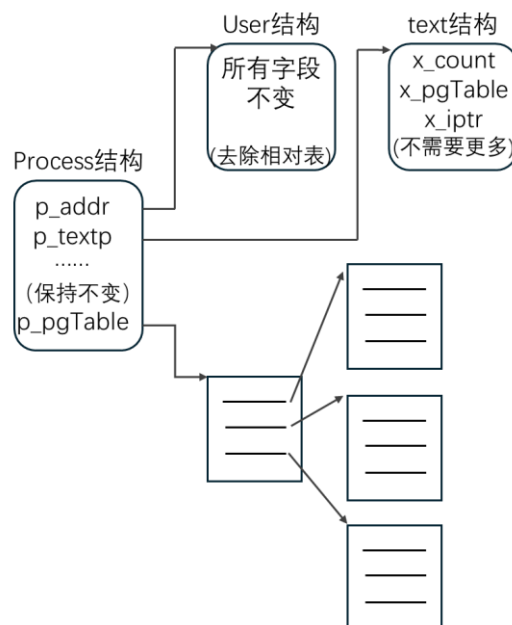 User结构
所有字段
不变
(去除相对表)
text结构
x_count
x_pgTable
x_iptr
(不需要更多)
Process结构
p_addr
p_textp
……
（保持不变）
p_pgTable